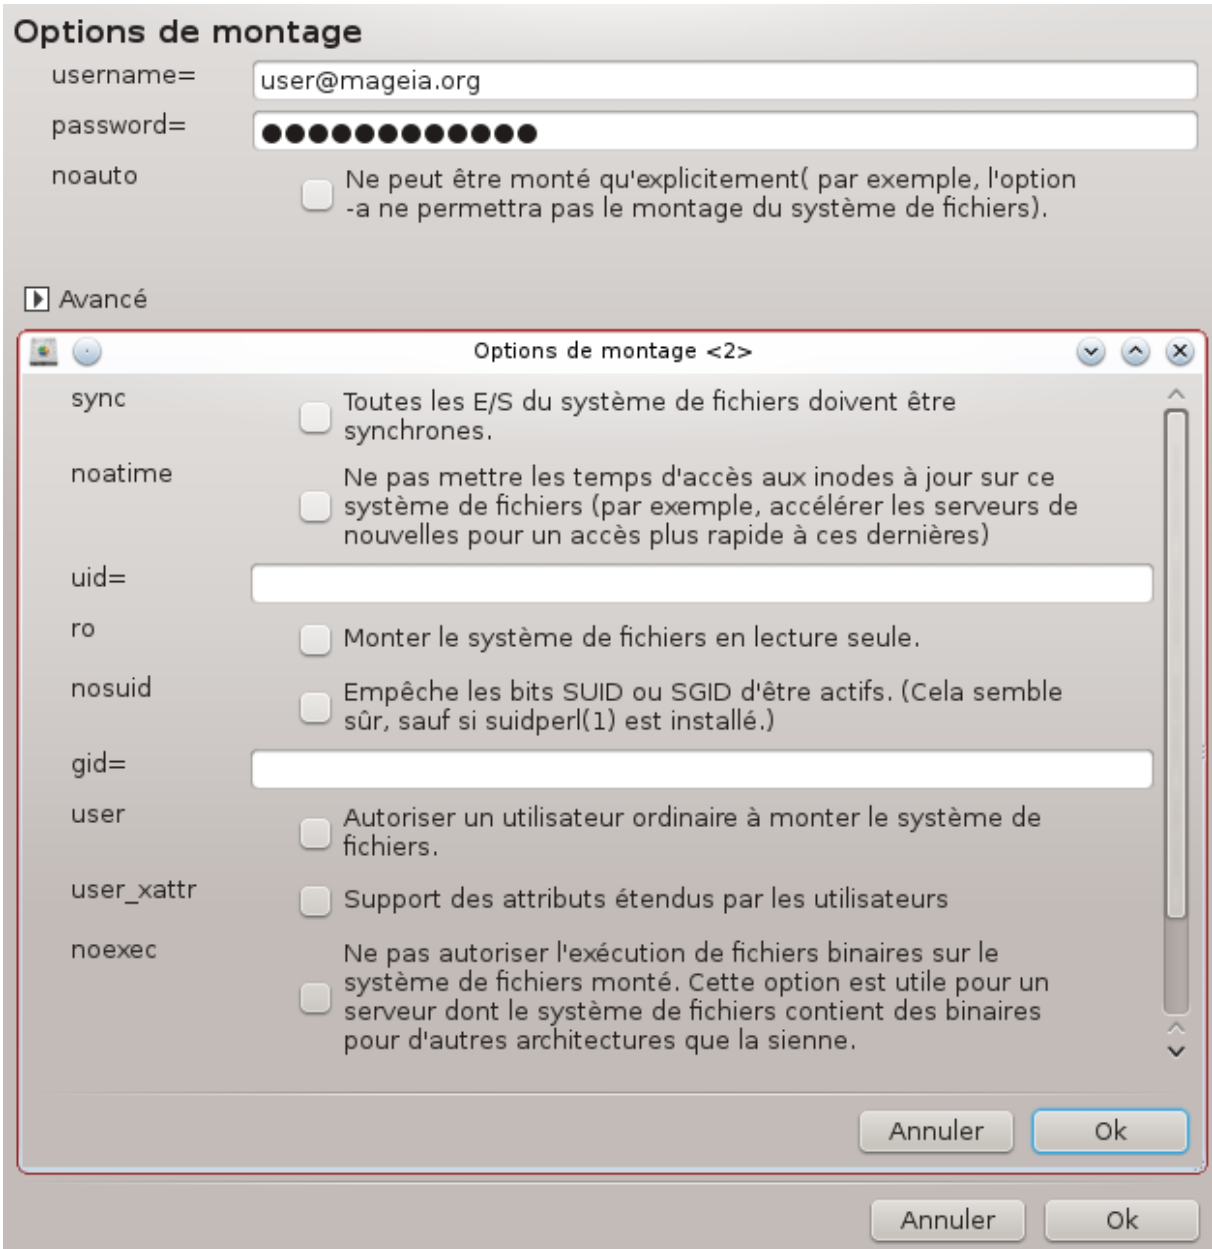 Options de montage
username=
user@mageia.org
password=
●●●●●●●●●●●●
noauto
Ne peut être monté qu'explicitement( par exemple, l'option
-a ne permettra pas le montage du système de fichiers).
Avancé
Options de montage <2>
sync
Toutes les E/S du système de fichiers doivent être
synchrones.
noatime
Ne pas mettre les temps d'accès aux inodes à jour sur ce
système de fichiers (par exemple, accélérer les serveurs de
nouvelles pour un accès plus rapide à ces dernières)
uid=
ro
Monter le système de fichiers en lecture seule.
nosuid
Empêche les bits SUID ou SGID d'être actifs. (Cela semble
sûr, sauf si suidperl(1) est installé.)
gid=
user
Autoriser un utilisateur ordinaire à monter le système de
fichiers.
user_xattr
Support des attributs étendus par les utilisateurs
noexec
Ne pas autoriser l'exécution de fichiers binaires sur le
système de fichiers monté. Cette option est utile pour un
serveur dont le système de fichiers contient des binaires
pour d'autres architectures que la sienne.
Annuler
Ok
Annuler
Ok